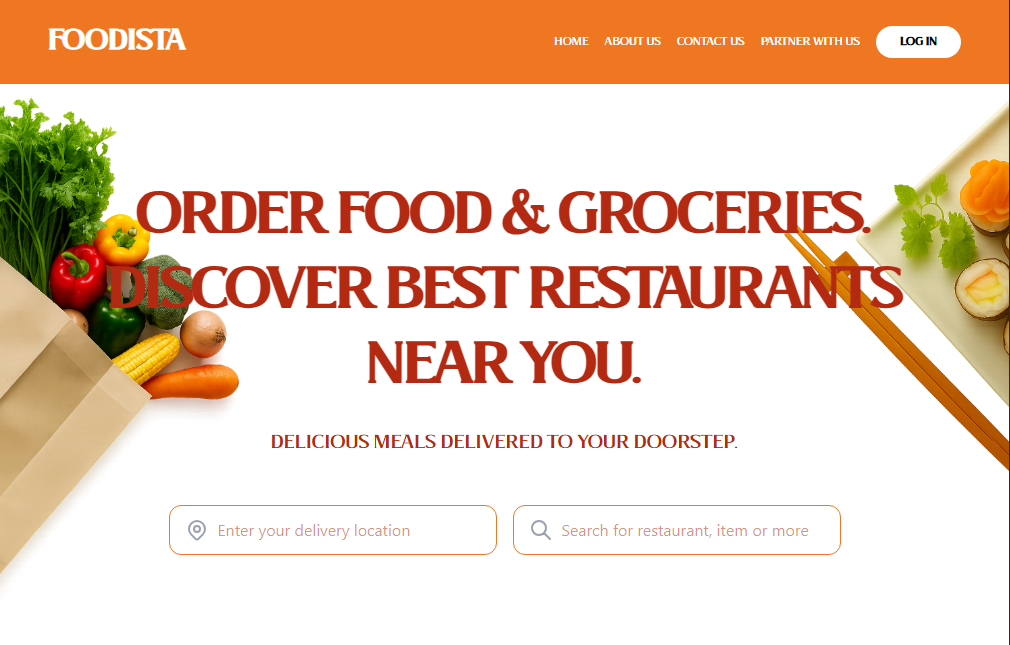 FOODISTA
HOME ABOUT US CONTACT US PARTNER WITH US LOG IN
ORDER FOOD & GROCERIES.
DISCOVER BEST RESTAURANTS
NEAR YOU.
DELICIOUS MEALS DELIVERED TO YOUR DOORSTEP.
Enter your delivery location
Search for restaurant, item or more